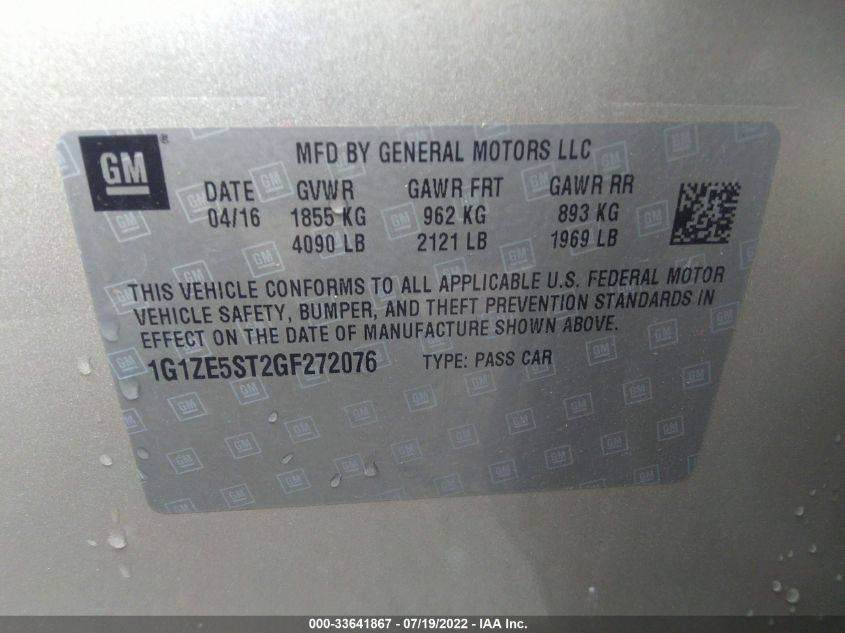 GM
MFD BY GENERAL MOTORS LLC
DATE GVWR GAWR FRT GAWR RR
04/16 1855 KG 962 KG 893 KG
4090 LB 2121 LB 1969 LB
THIS VEHICLE CONFORMS TO ALL APPLICABLE U.S. FEDERAL MOTOR
VEHICLE SAFETY, BUMPER, AND THEFT PREVENTION STANDARDS IN
EFFECT ON THE DATE OF MANUFACTURE SHOWN ABOVE.
1G1ZE5ST2GF272076 TYPE: PASS CAR
000-33641867 - 07/19/2022 - IAA Inc.